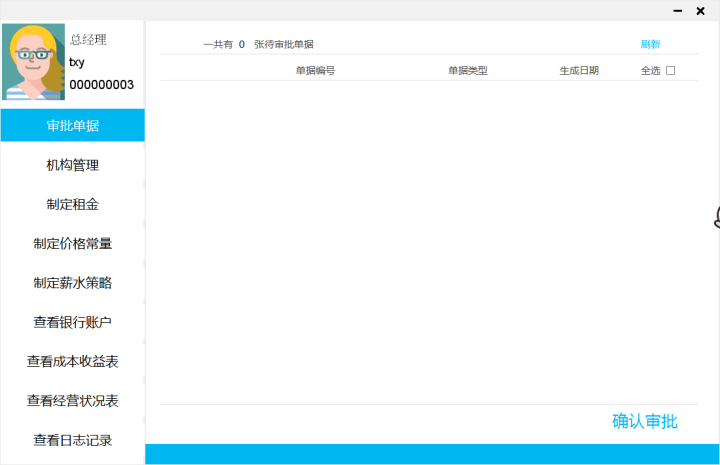 总经理
txy
000000003
审批单据
机构管理
制定租金
制定价格常量
制定薪水策略
查看银行账户
查看成本收益表
查看经营状况表
查看日志记录
一共有 0 张待审批单据 刷新
单据编号 单据类型 生成日期 全选
确认审批